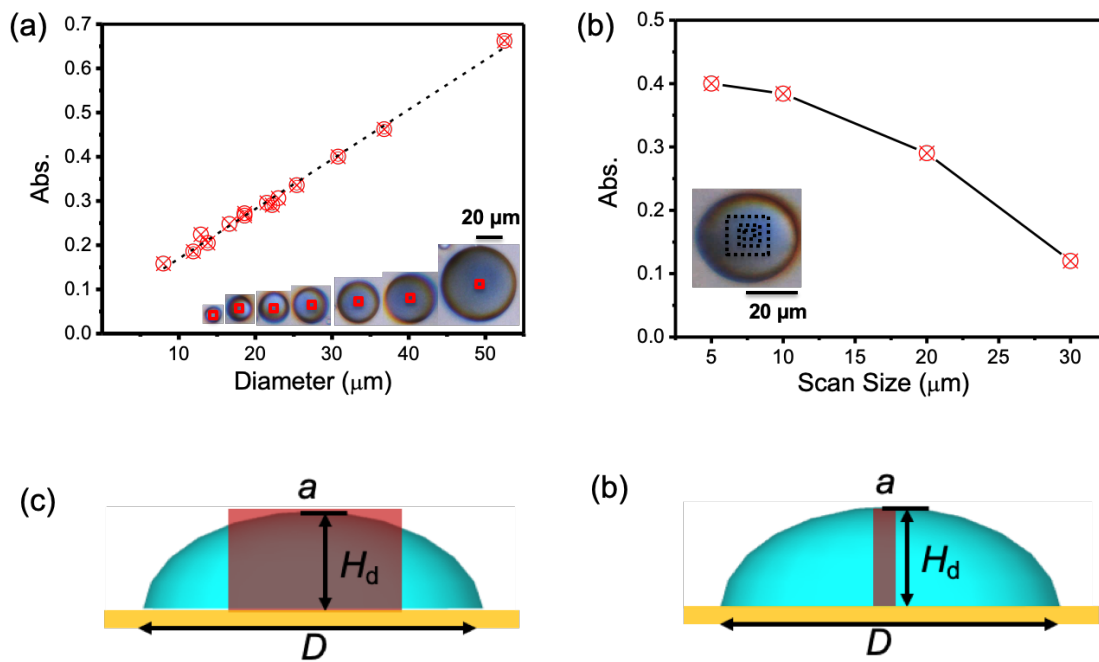 (a)
0.7
0.6
0.5
0.4
0.3
0.2
0.1
0.0
Abs.
10 20 30 40 50
Diameter (μm)
20 μm
(b)
0.5
0.4
0.3
0.2
0.1
0.0
Abs.
5 10 15 20 25 30
Scan Size (μm)
20 μm
(c)
a
Hd
D
(b)
a
Hd
D